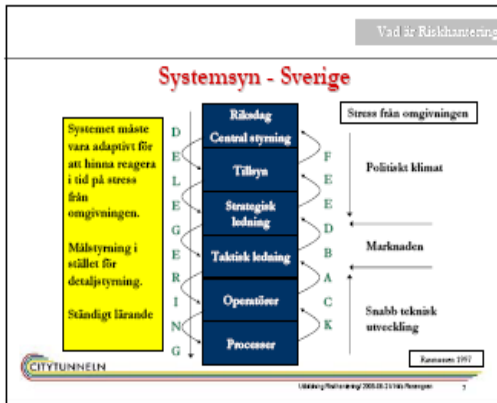 Vad är Riskhantering
Systemsyn - Sverige
Systemet måste
vara adaptivt för
att hinna reagera
i tid på stress
från
omgivningen.
Målstyrning i
stället för
detaljstyrning.
Ständigt lärande
DELEGERING
Riksdag
Central styrning
Tillsyn
Strategisk
ledning
Taktisk ledning
Operatörer
Processer
FEEDBACK
Stress från omgivningen
Politiskt klimat
Marknaden
Snabb teknisk
utveckling
Rasmussen 1997
CITYTUNNELN